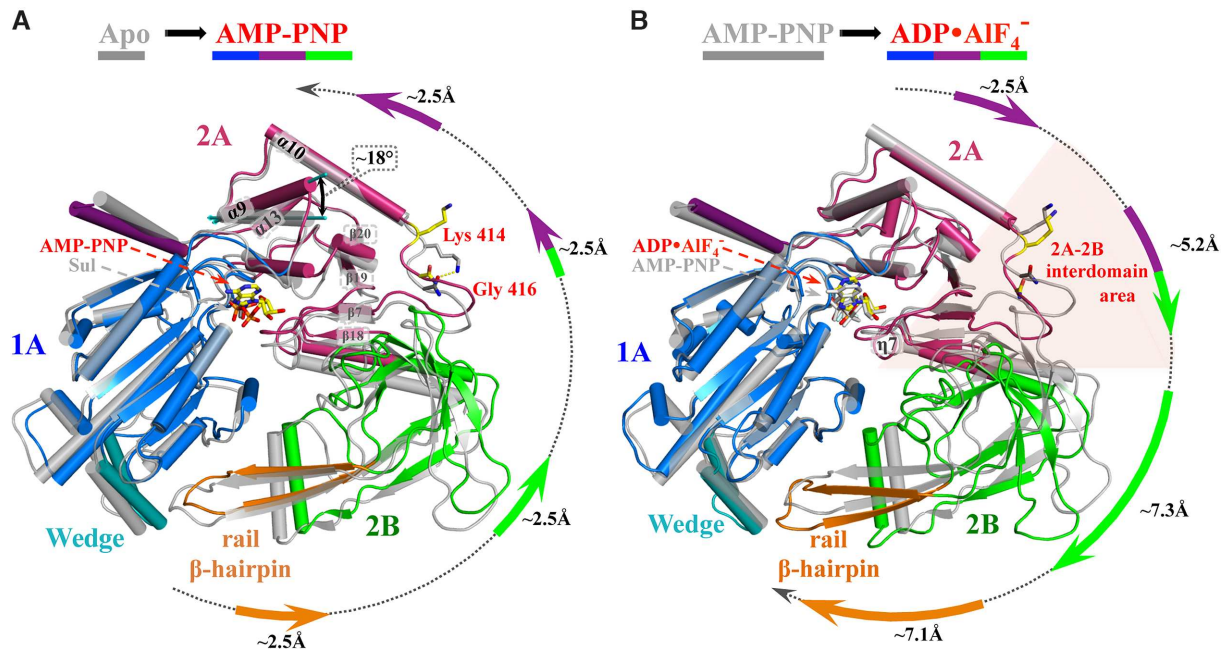 A
Apo
AMP-PNP
~2.5Å
2A
α10
~18°
α9
α13
AMP-PNP
Sul
β20
Lys 414
~2.5Å
β19
Gly 416
β7
β18
1A
Wedge
rail
β-hairpin
2B
~2.5Å
~2.5Å
B
AMP-PNP
ADP•AlF₄⁻
~2.5Å
2A
ADP•AlF₄⁻
AMP-PNP
2A-2B
interdomain
area
~5.2Å
η7
1A
Wedge
rail
β-hairpin
2B
~7.3Å
~7.1Å